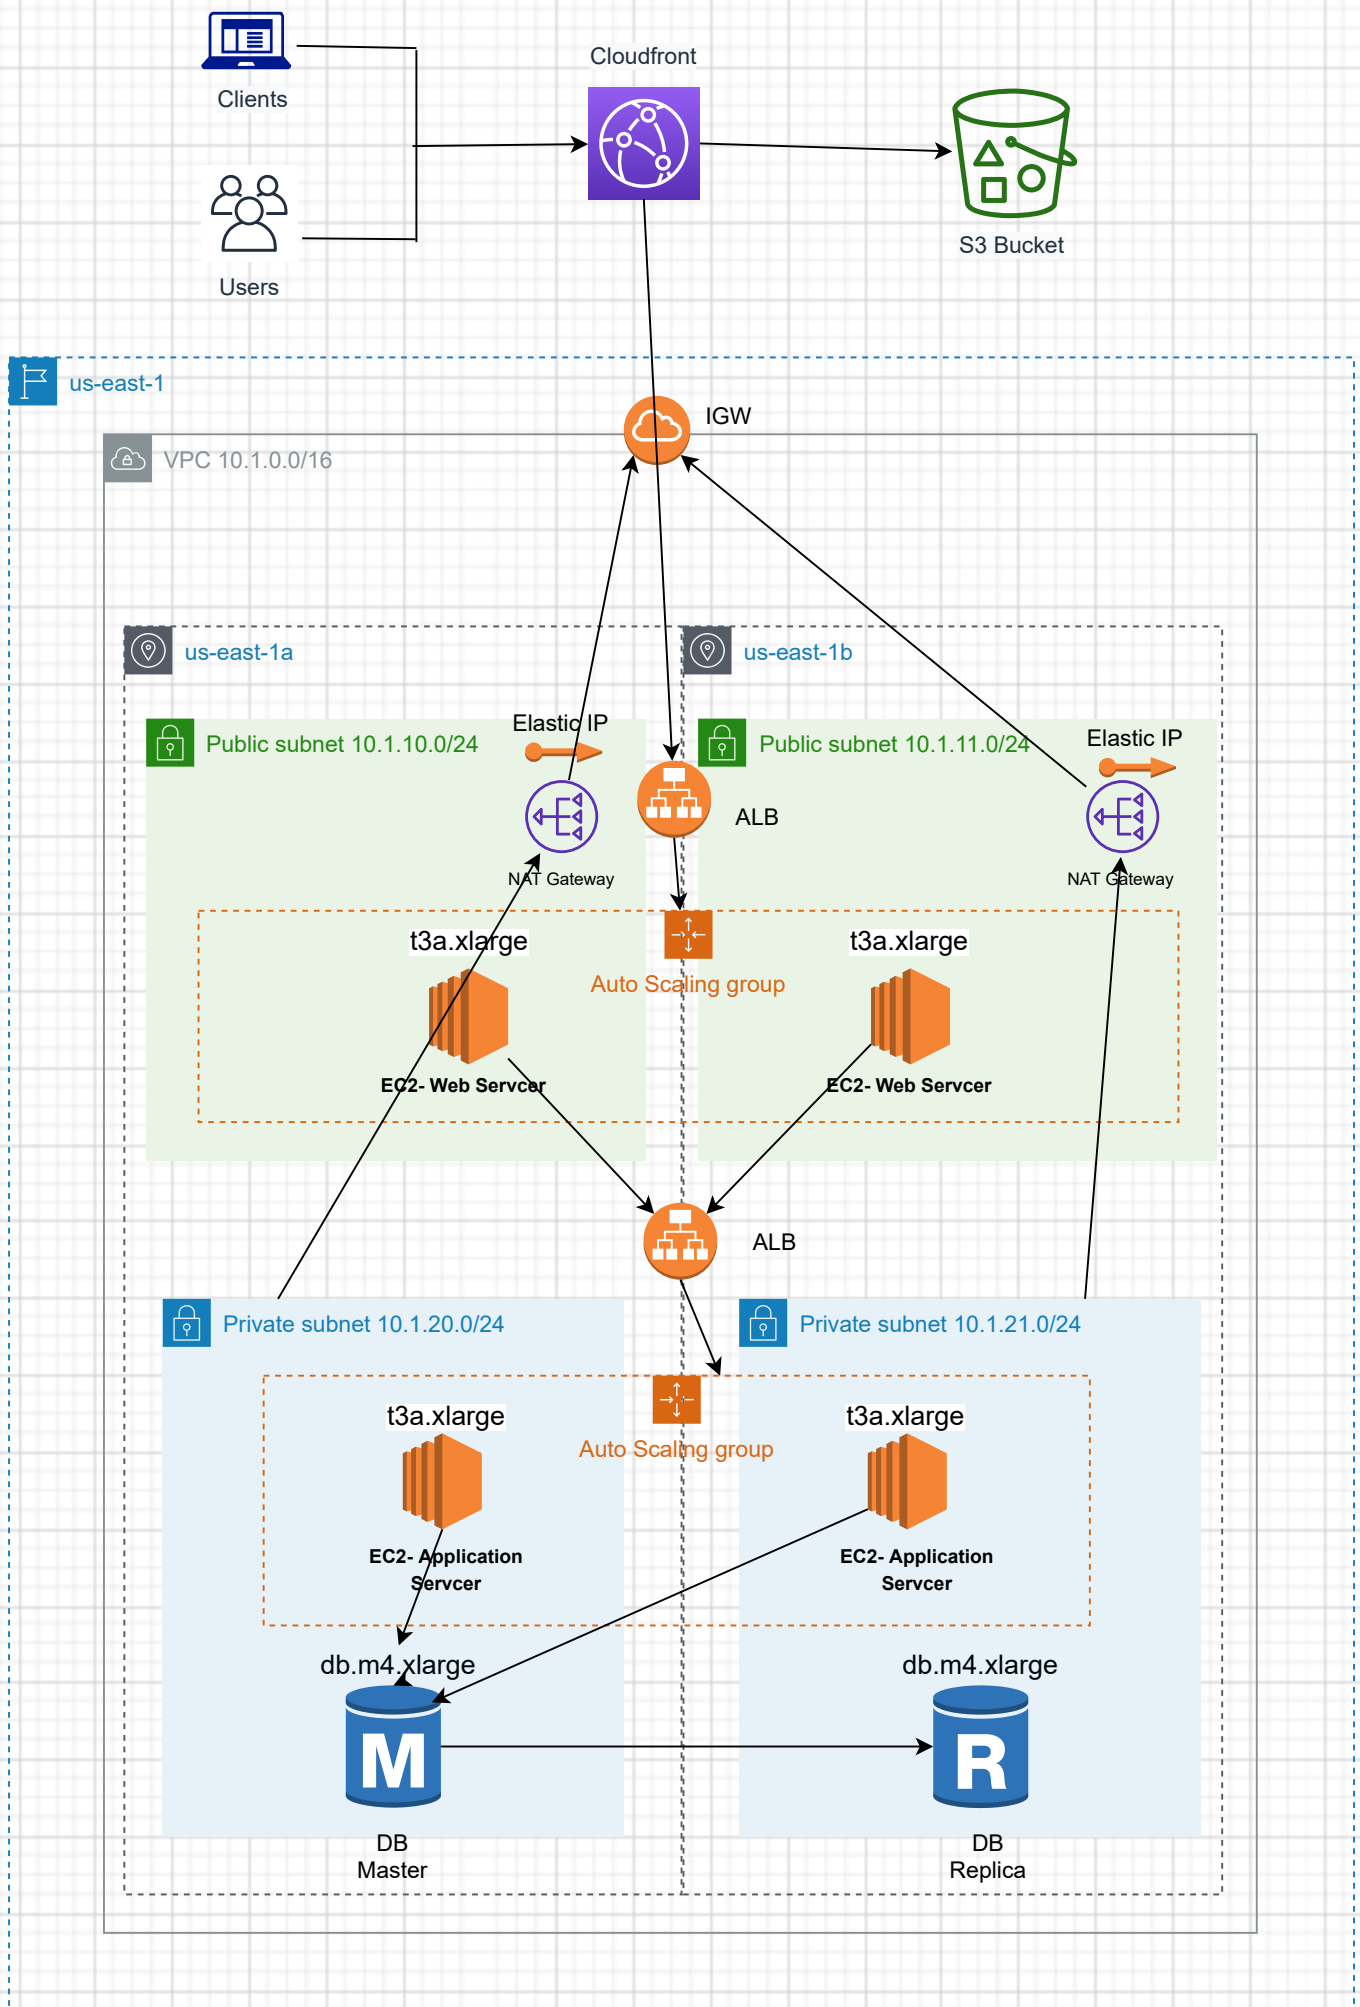 Clients
Cloudfront
Users
S3 Bucket
us-east-1
IGW
VPC 10.1.0.0/16
us-east-1a
us-east-1b
Elastic IP
Public subnet 10.1.10.0/24
Public subnet 10.1.11.0/24
Elastic IP
ALB
NAT Gateway
NAT Gateway
t3a.xlarge
t3a.xlarge
Auto Scaling group
EC2- Web Servcer
EC2- Web Servcer
ALB
Private subnet 10.1.20.0/24
Private subnet 10.1.21.0/24
t3a.xlarge
t3a.xlarge
Auto Scaling group
EC2- Application
Servcer
EC2- Application
Servcer
db.m4.xlarge
db.m4.xlarge
M
R
DB
Master
DB
Replica